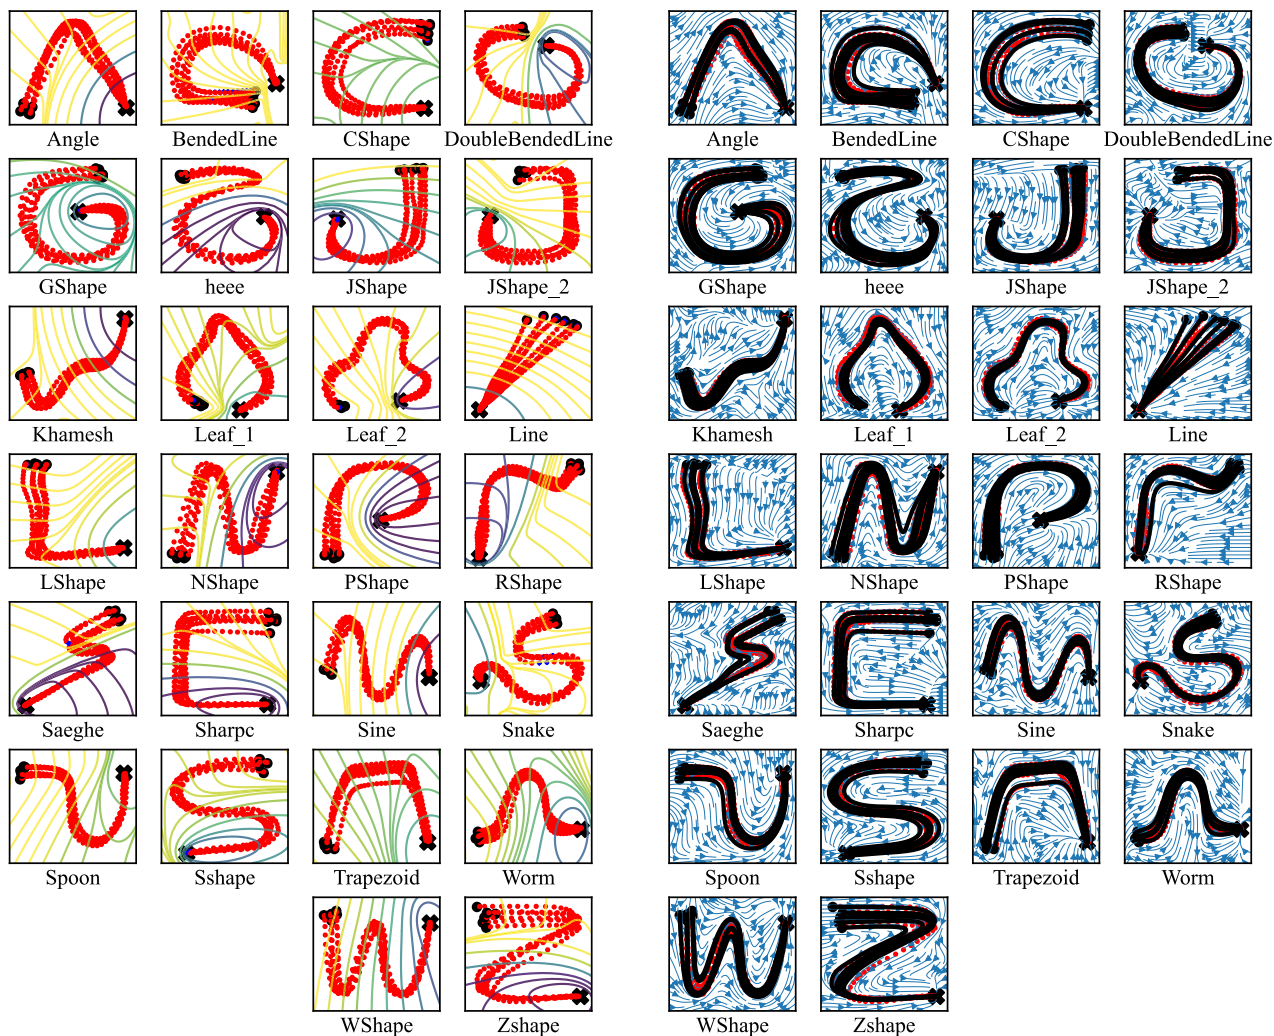 Angle BendedLine CShape DoubleBendedLine Angle BendedLine CShape DoubleBendedLine
GShape heee JShape JShape_2 GShape heee JShape JShape_2
Khamesh Leaf_1 Leaf_2 Line Khamesh Leaf_1 Leaf_2 Line
LShape NShape PShape RShape LShape NShape PShape RShape
Saeghe Sharpc Sine Snake Saeghe Sharpc Sine Snake
Spoon Sshape Trapezoid Worm Spoon Sshape Trapezoid Worm
WShape Zshape WShape Zshape